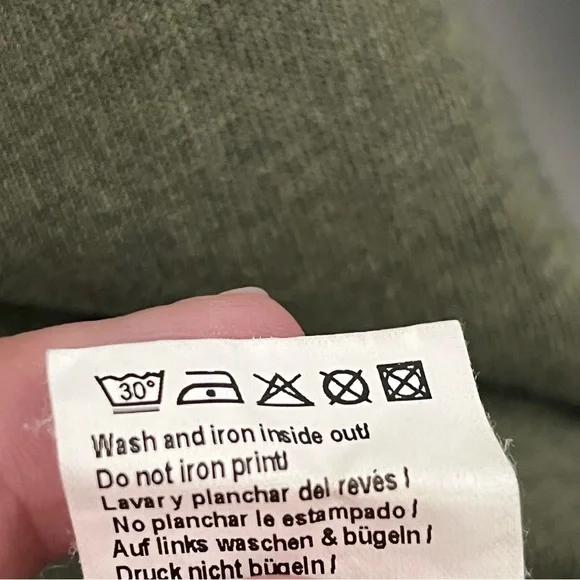 30°
Wash and iron inside out!
Do not iron print!
Lavar y planchar del revés!
No planchar le estampado!
Auf links waschen & bügeln!
Druck nicht bügeln!